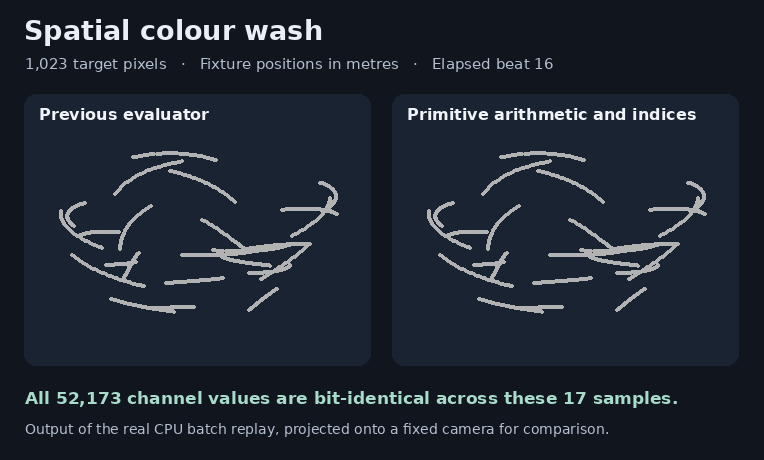 Spatial colour wash
1,023 target pixels · Fixture positions in metres · Elapsed beat 16
Previous evaluator
Primitive arithmetic and indices
All 52,173 channel values are bit-identical across these 17 samples.
Output of the real CPU batch replay, projected onto a fixed camera for comparison.